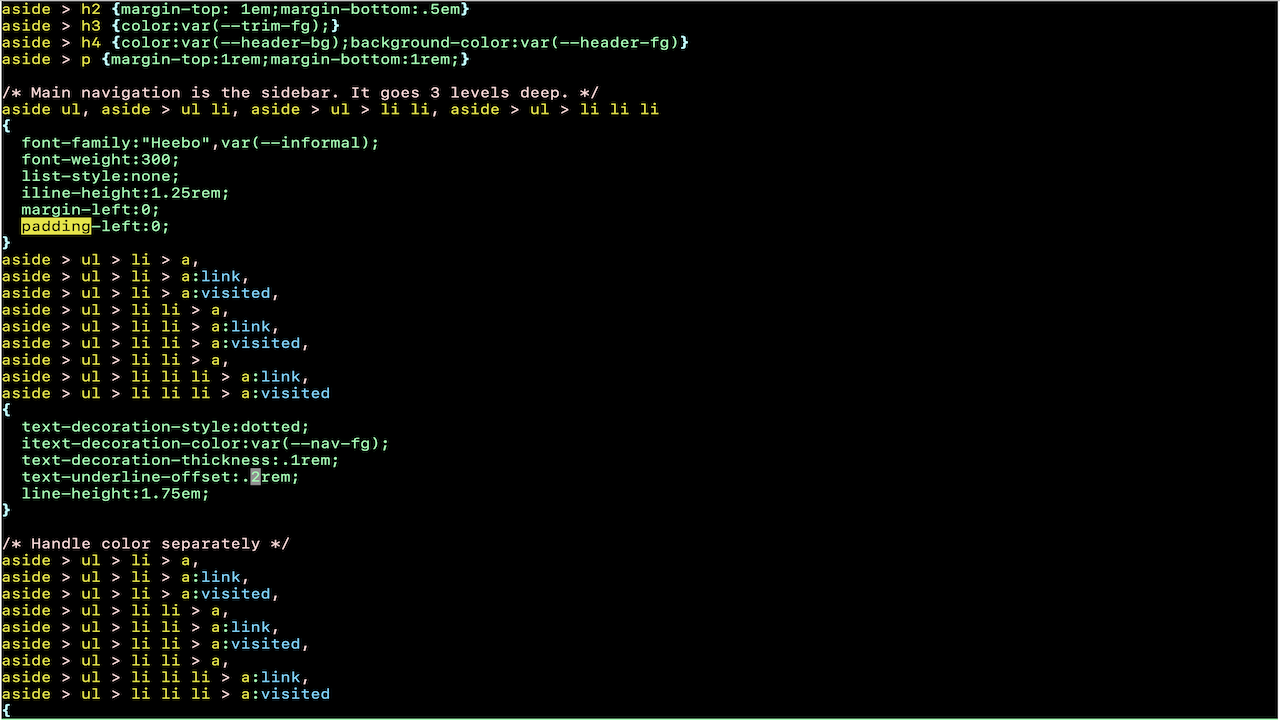 aside > h2 {margin-top: 1em;margin-bottom:.5em}
aside > h3 {color:var(--trim-fg);}
aside > h4 {color:var(--header-bg);background-color:var(--header-fg)}
aside > p {margin-top:1rem;margin-bottom:1rem;}

/* Main navigation is the sidebar. It goes 3 levels deep. */
aside ul, aside > ul li, aside > ul > li li, aside > ul > li li li
{
  font-family:"Heebo",var(--informal);
  font-weight:300;
  list-style:none;
  iline-height:1.25rem;
  margin-left:0;
  padding-left:0;
}
aside > ul > li > a,
aside > ul > li > a:link,
aside > ul > li > a:visited,
aside > ul > li li > a,
aside > ul > li li > a:link,
aside > ul > li li > a:visited,
aside > ul > li li > a,
aside > ul > li li li > a:link,
aside > ul > li li li > a:visited
{
  text-decoration-style:dotted;
  itext-decoration-color:var(--nav-fg);
  text-decoration-thickness:.1rem;
  text-underline-offset:.2rem;
  line-height:1.75em;
}

/* Handle color separately */
aside > ul > li > a,
aside > ul > li > a:link,
aside > ul > li > a:visited,
aside > ul > li li > a,
aside > ul > li li > a:link,
aside > ul > li li > a:visited,
aside > ul > li li > a,
aside > ul > li li li > a:link,
aside > ul > li li li > a:visited
{